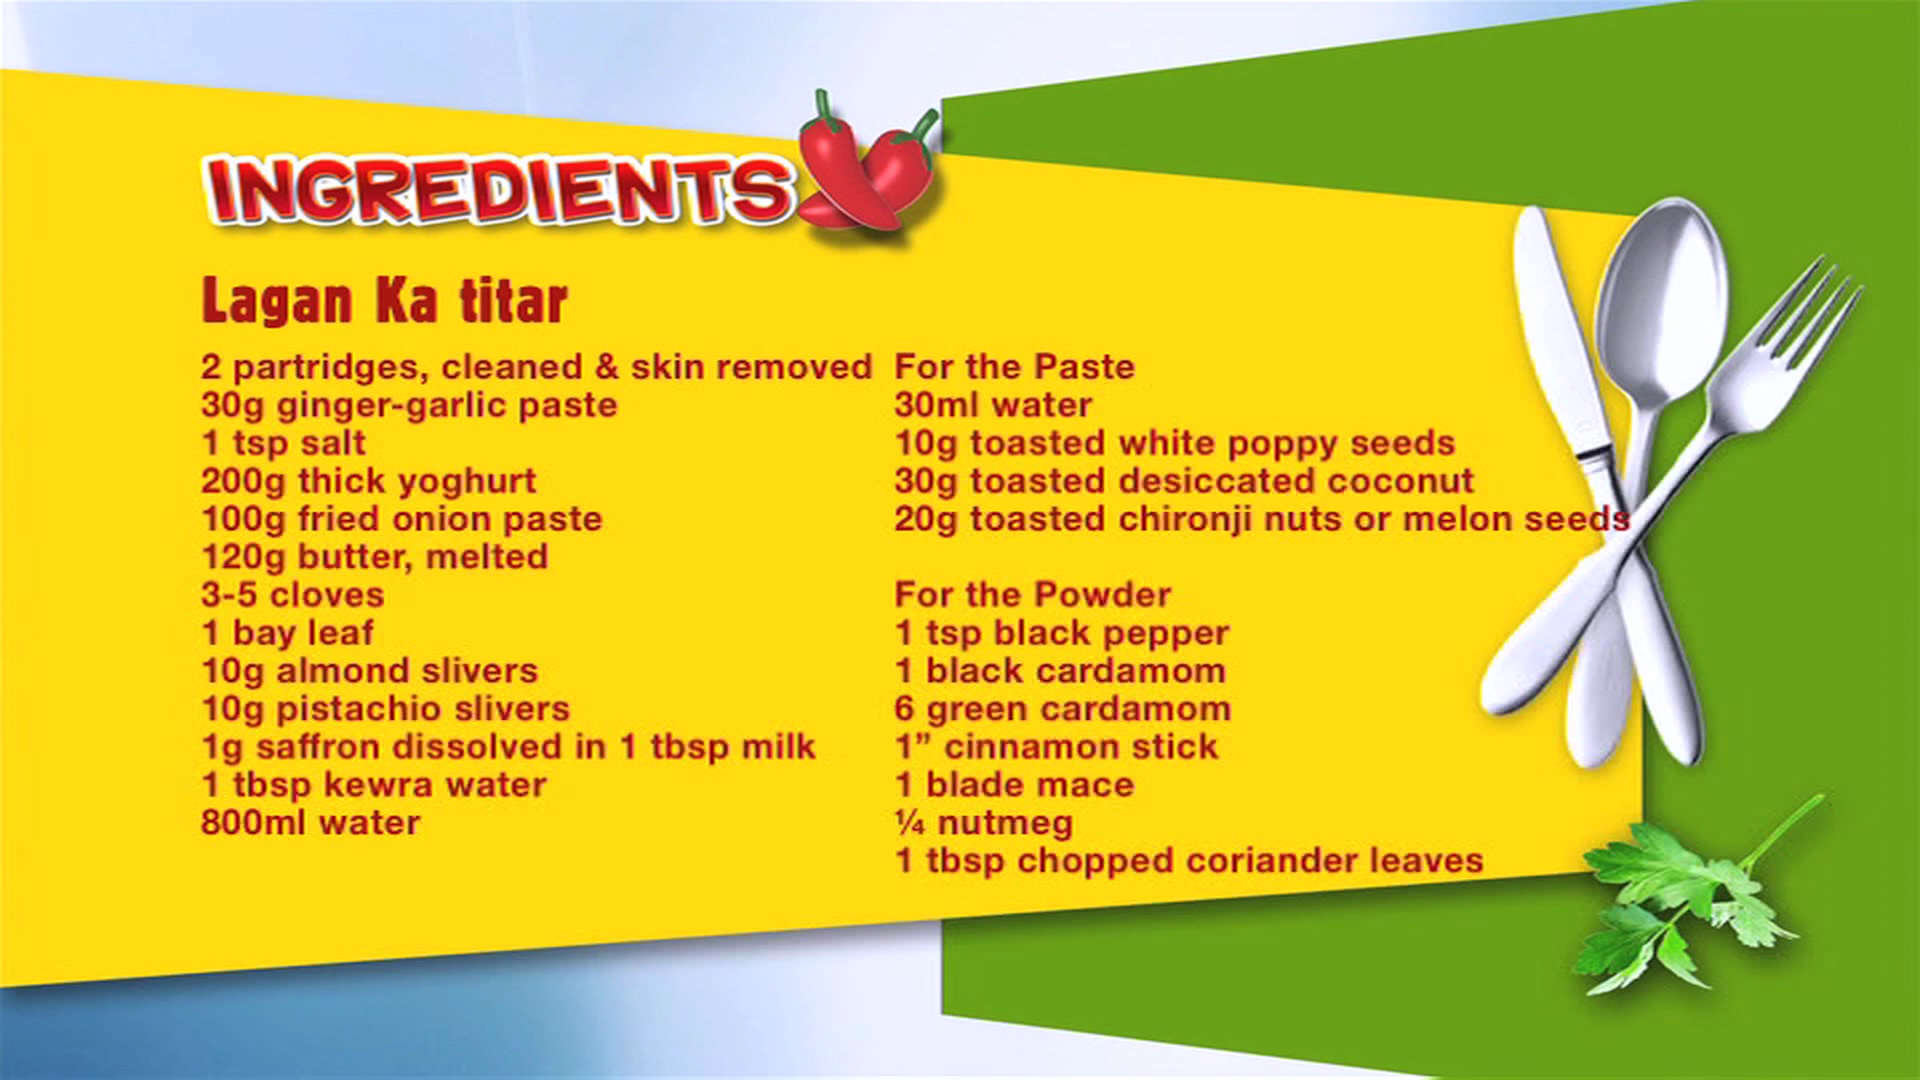 INGREDIENTS
Lagan Ka titar
2 partridges, cleaned & skin removed
30g ginger-garlic paste
1 tsp salt
200g thick yoghurt
100g fried onion paste
120g butter, melted
3-5 cloves
1 bay leaf
10g almond slivers
10g pistachio slivers
1g saffron dissolved in 1 tbsp milk
1 tbsp kewra water
800ml water
For the Paste
30ml water
10g toasted white poppy seeds
30g toasted desiccated coconut
20g toasted chironji nuts or melon seeds
For the Powder
1 tsp black pepper
1 black cardamom
6 green cardamom
1” cinnamon stick
1 blade mace
¼ nutmeg
1 tbsp chopped coriander leaves